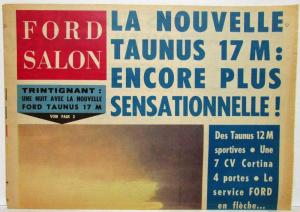 FORD
SALON
LA NOUVELLE
TAUNUS 17 M :
ENCORE PLUS
SENSATIONNELLE !
TRINTIGNANT :
UNE NUIT AVEC LA NOUVELLE
FORD TAUNUS 17 M
VOIR PAGE 2
Des Taunus 12 M
sportives • Une
7 CV Cortina
4 portes • Le
service FORD
en flèche...